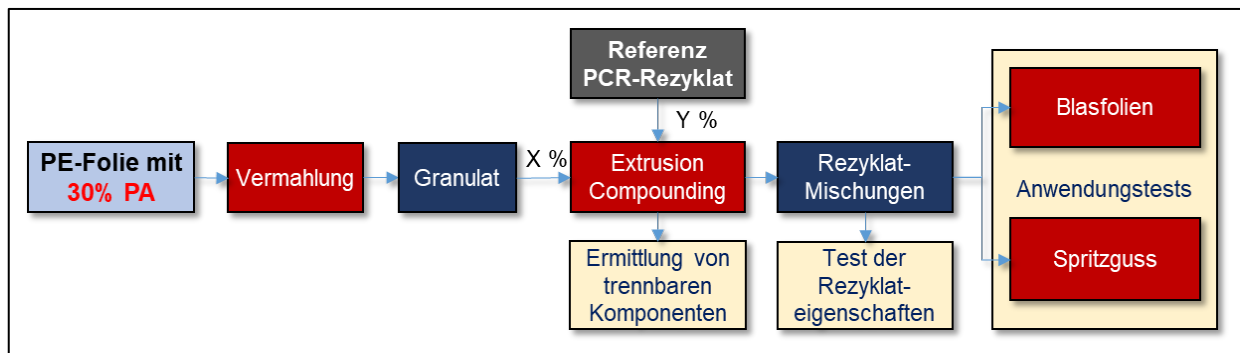 Referenz
PCR-Rezyklat
Y %
PE-Folie mit
30% PA
Vermahlung
Granulat
X %
Extrusion
Compounding
Rezyklat-
Mischungen
Blasfolien
Anwendungstests
Spritzguss
Ermittlung von
trennbaren
Komponenten
Test der
Rezyklat-
eigenschaften